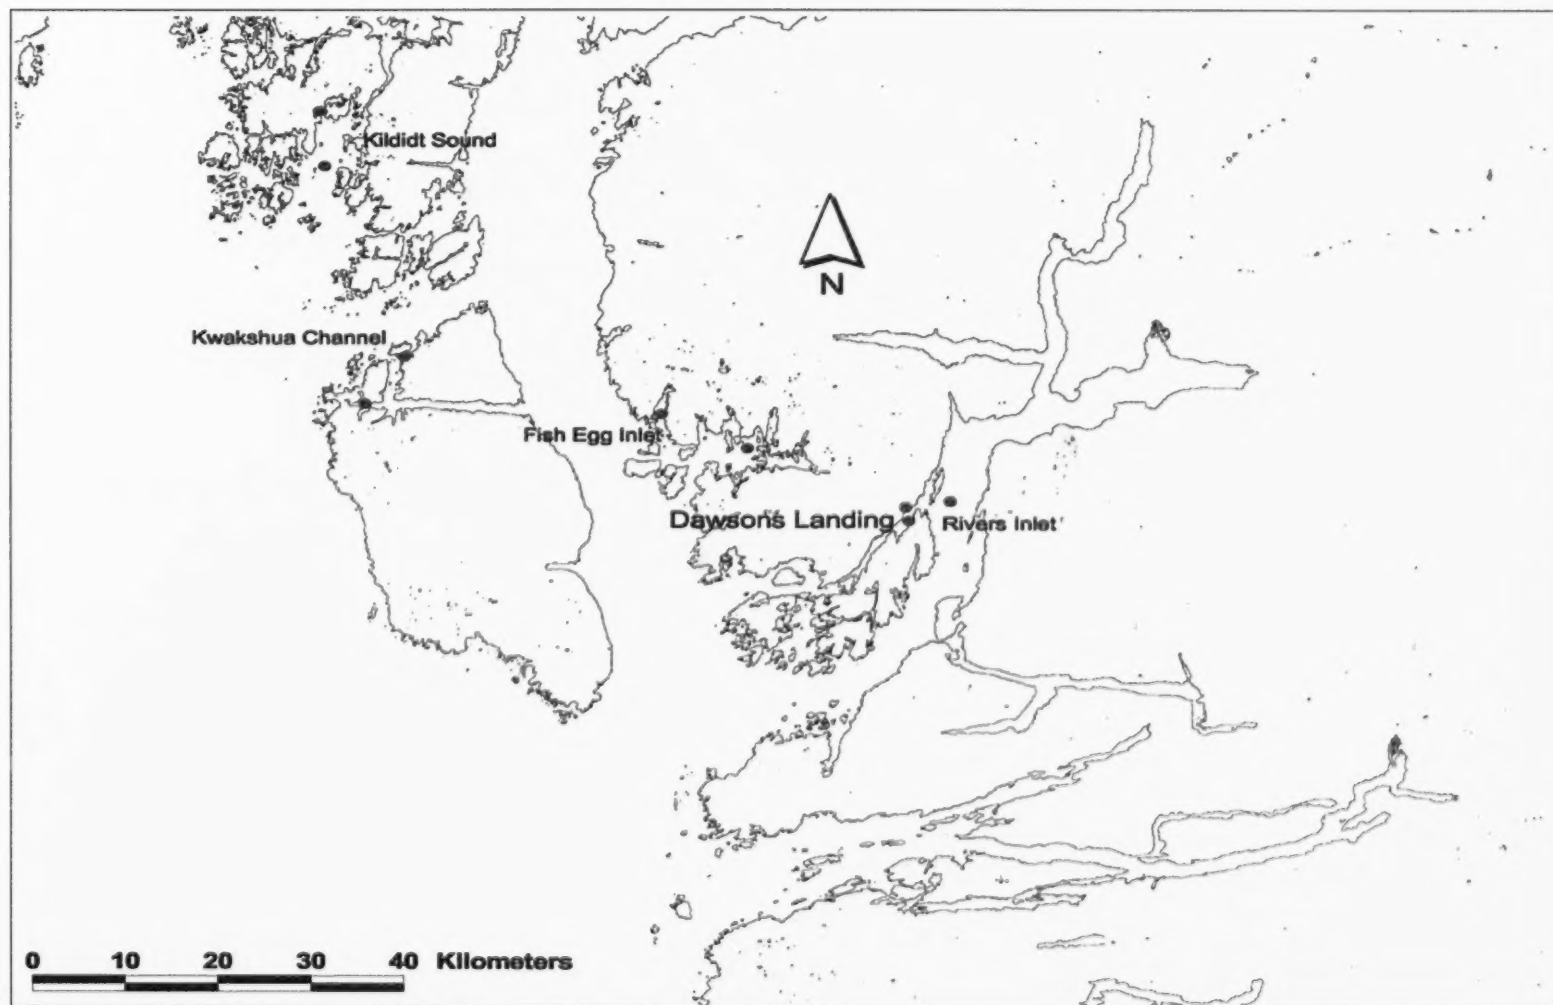 Kildidt Sound
N
Kwakshua Channel
Fish Egg Inlet
Dawsons Landing
Rivers Inlet
0 10 20 30 40 Kilometers